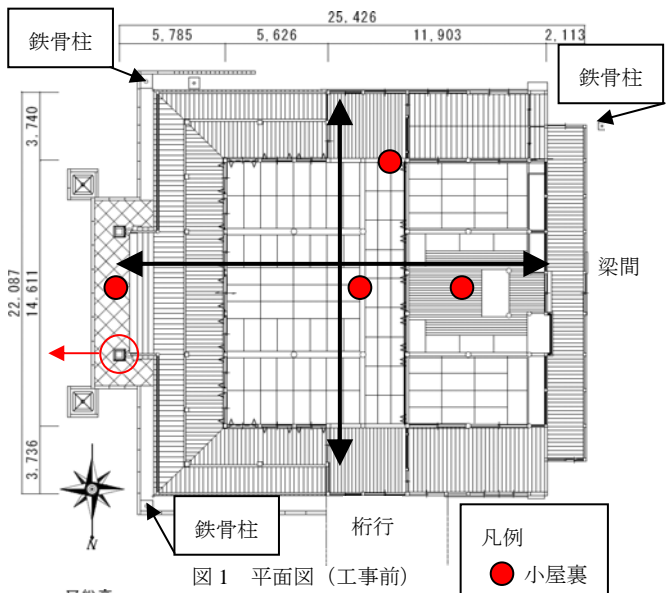 25,426
5,785
5,626
11,903
2,113
鉄骨柱
鉄骨柱
3,740
22,087
14,611
3,736
梁間
N
鉄骨柱
桁行
凡例
小屋裏
図1 平面図（工事前）